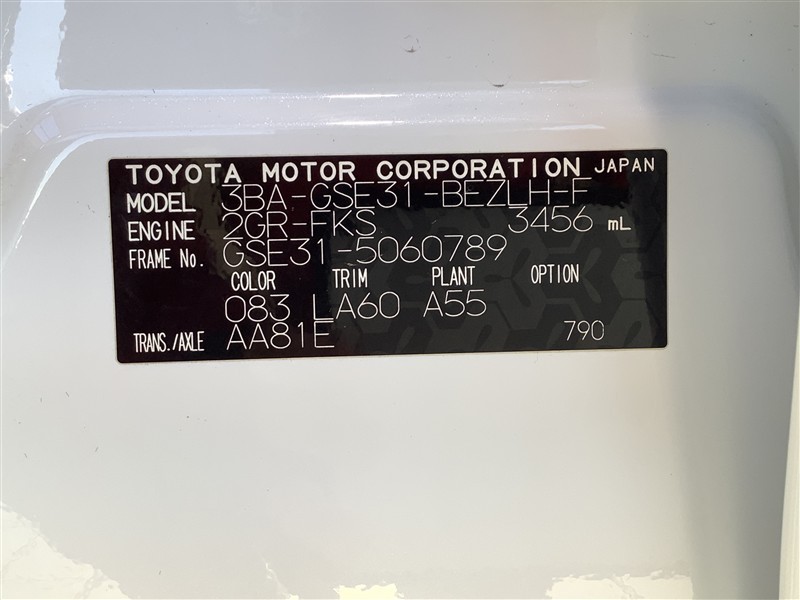 TOYOTA MOTOR CORPORATION JAPAN
MODEL 3BA-GSE31-BEZLH-F
ENGINE 2GR-FKS 3456 mL
FRAME No. GSE31-5060789
COLOR TRIM PLANT OPTION
083 LA60 A55
TRANS./AXLE AA81E 790